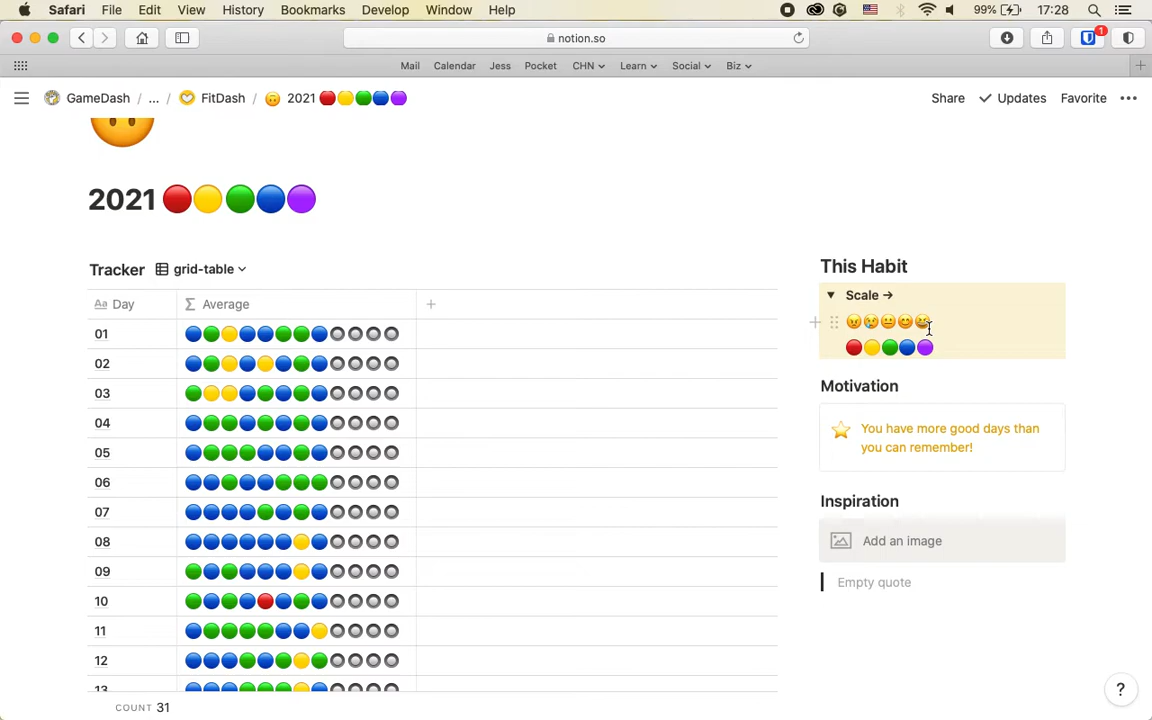 Safari File Edit View History Bookmarks Develop Window Help 99% 17:28
notion.so 1
Mail Calendar Jess Pocket CHN Learn Social Biz
GameDash / ... / FitDash / 2021 Share Updates Favorite
2021
Tracker grid-table
This Habit
Scale →
Aa Day Σ Average
01
02
03
04
05
06
07
08
09
10
11
12
13
COUNT 31
Motivation
You have more good days than
you can remember!
Inspiration
Add an image
Empty quote
?